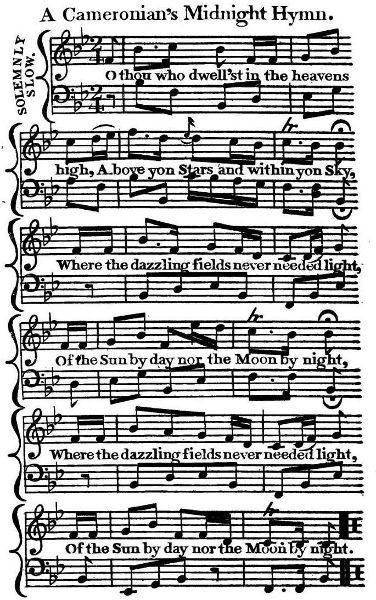 A Cameronian's Midnight Hymn.
SOLEMNLY
SLOW.
O thou who dwell'st in the heavens
high, Above yon Stars and within yon Sky,
Where the dazzling fields never needed light,
Of the Sun by day nor the Moon by night,
Where the dazzling fields never needed light,
Of the Sun by day nor the Moon by night.